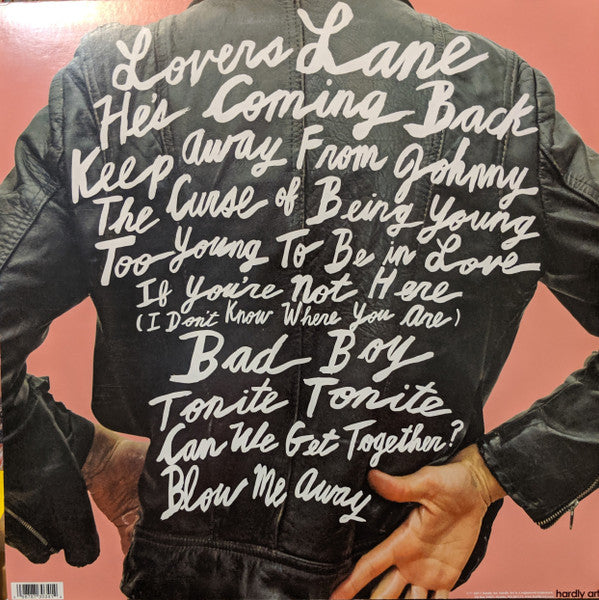 Lovers Lane
He's Coming Back
Keep Away From Johnny
The Curse of Being Young
Too Young To Be in Love
If You're Not Here
(I Don't Know Where You Are)
Bad Boy
Tonite Tonite
Can We Get Together?
Blow Me Away
hardly art